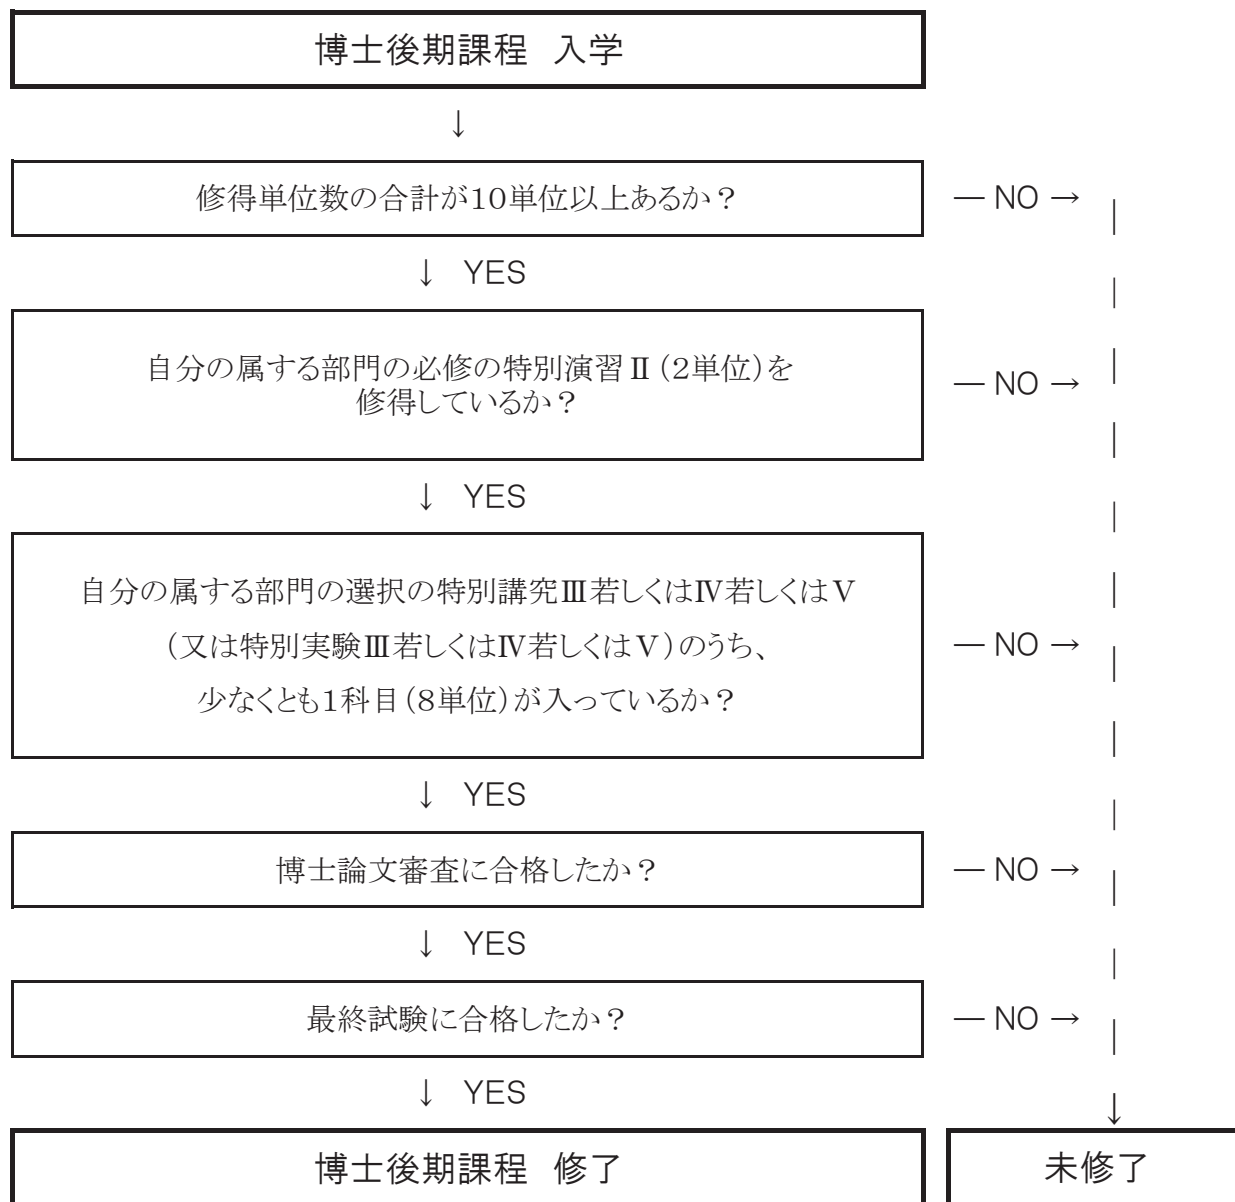 博士後期課程　入学
↓
修得単位数の合計が10単位以上あるか？
― NO →
↓ YES
自分の属する部門の必修の特別演習Ⅱ（2単位）を
修得しているか？
― NO →
↓ YES
自分の属する部門の選択の特別講究Ⅲ若しくはⅣ若しくはⅤ
（又は特別実験Ⅲ若しくはⅣ若しくはⅤ）のうち、
少なくとも1科目（8単位）が入っているか？
― NO →
↓ YES
博士論文審査に合格したか？
― NO →
↓ YES
最終試験に合格したか？
― NO →
↓ YES
↓
博士後期課程　修了
未修了